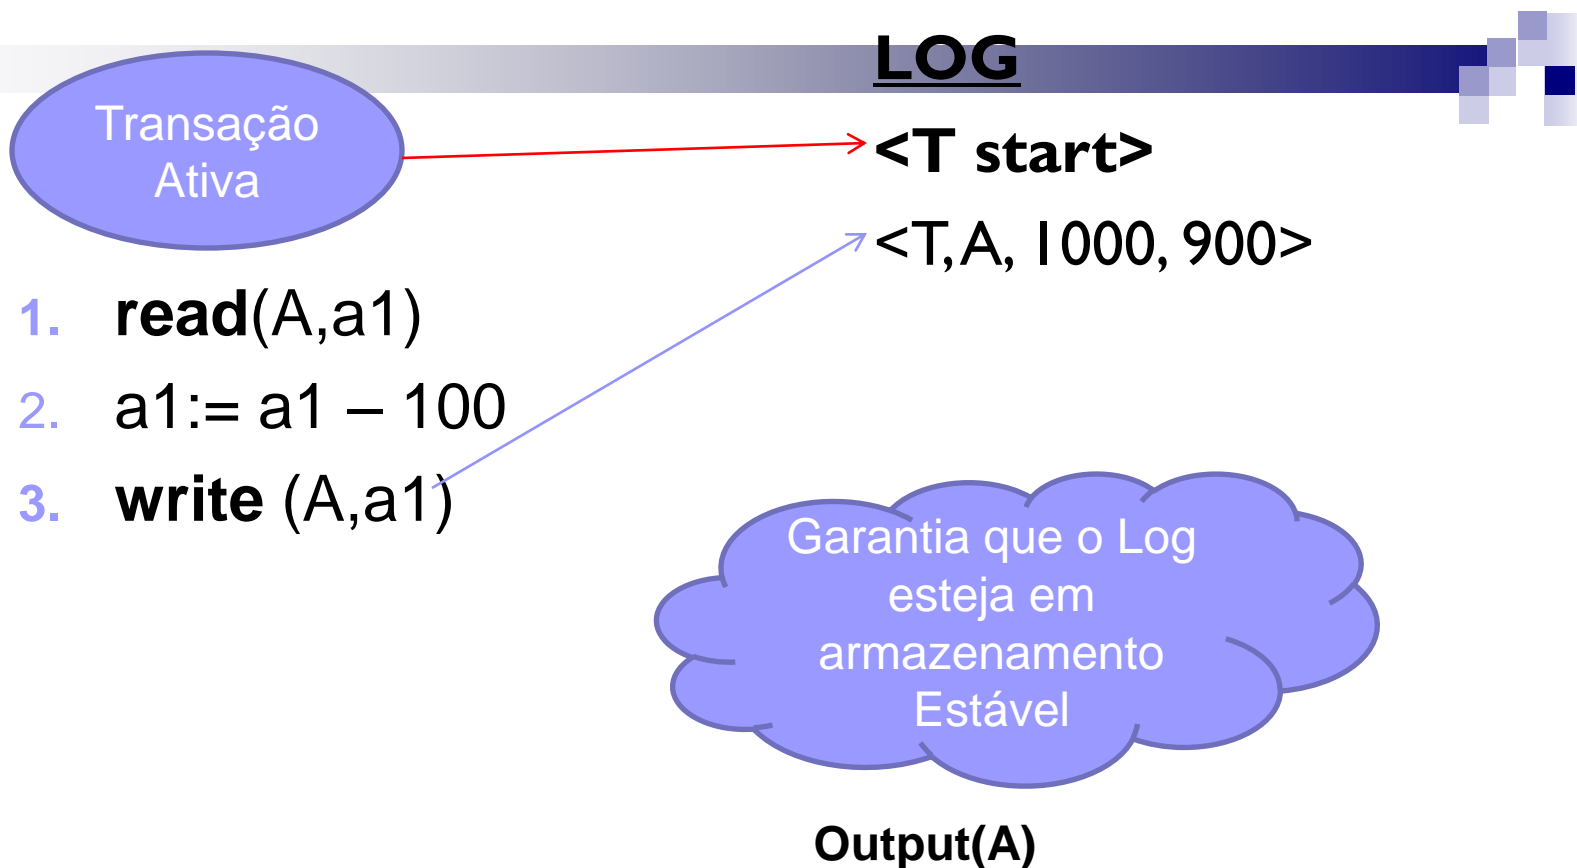 LOG
Transação
Ativa
<T start>
<T, A, 1000, 900>
1. read(A,a1)
2. a1:= a1 – 100
3. write (A,a1)
Garantia que o Log
esteja em
armazenamento
Estável
Output(A)